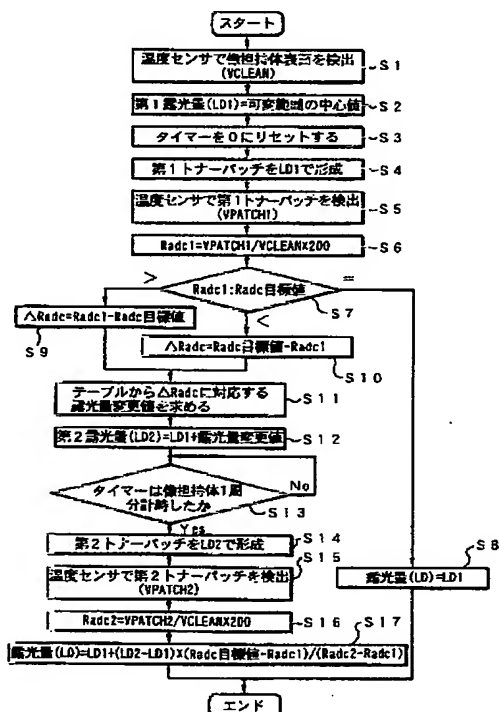 スタート
温度センサで像担持体表面を検出
(VCLEAN)
S1
第1露光量(LD1)=可変範囲の中心値
S2
タイマーを0にリセットする
S3
第1トナーパッチをLD1で形成
S4
温度センサで第1トナーパッチを検出
(VPATCH1)
S5
Radc1=VPATCH1/VCLEAN×200
S6
>
=
Radc1:Radc目標値
S7
<
△Radc=Radc1-Radc目標値
S9
△Radc=Radc目標値-Radc1
S10
テーブルから△Radcに対応する
露光量変更値を求める
S11
第2露光量(LD2)=LD1+露光量変更値
S12
No
タイマーは像担持体1周
分計時したか
S13
Yes
S14
第2トナーパッチをLD2で形成
S15
温度センサで第2トナーパッチを検出
(VPATCH2)
S8
露光量(LD)=LD1
Radc2=VPATCH2/VCLEAN×200
S16
S17
露光量(LD)=LD1+(LD2-LD1)×(Radc目標値-Radc1)/(Radc2-Radc1)
エンド